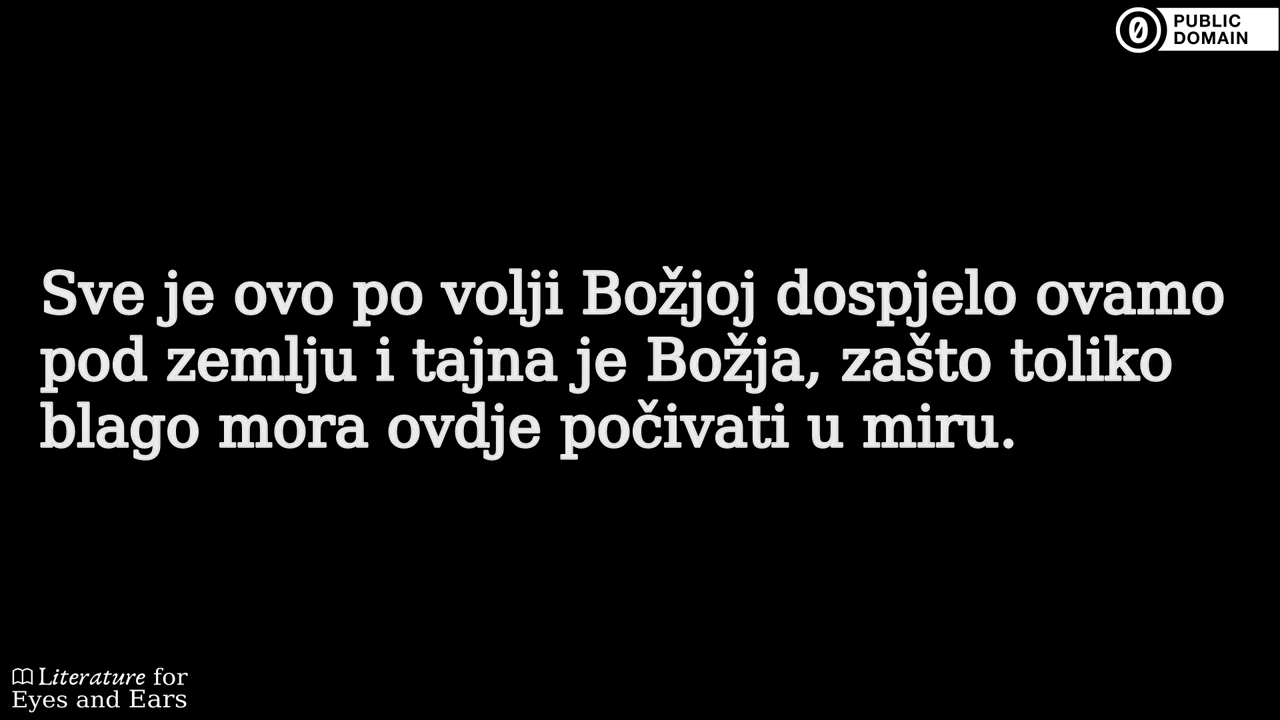 PUBLIC
DOMAIN
Sve je ovo po volji Božjoj dospjelo ovamo
pod zemlju i tajna je Božja, zašto toliko
blago mora ovdje počivati u miru.
Literature for
Eyes and Ears